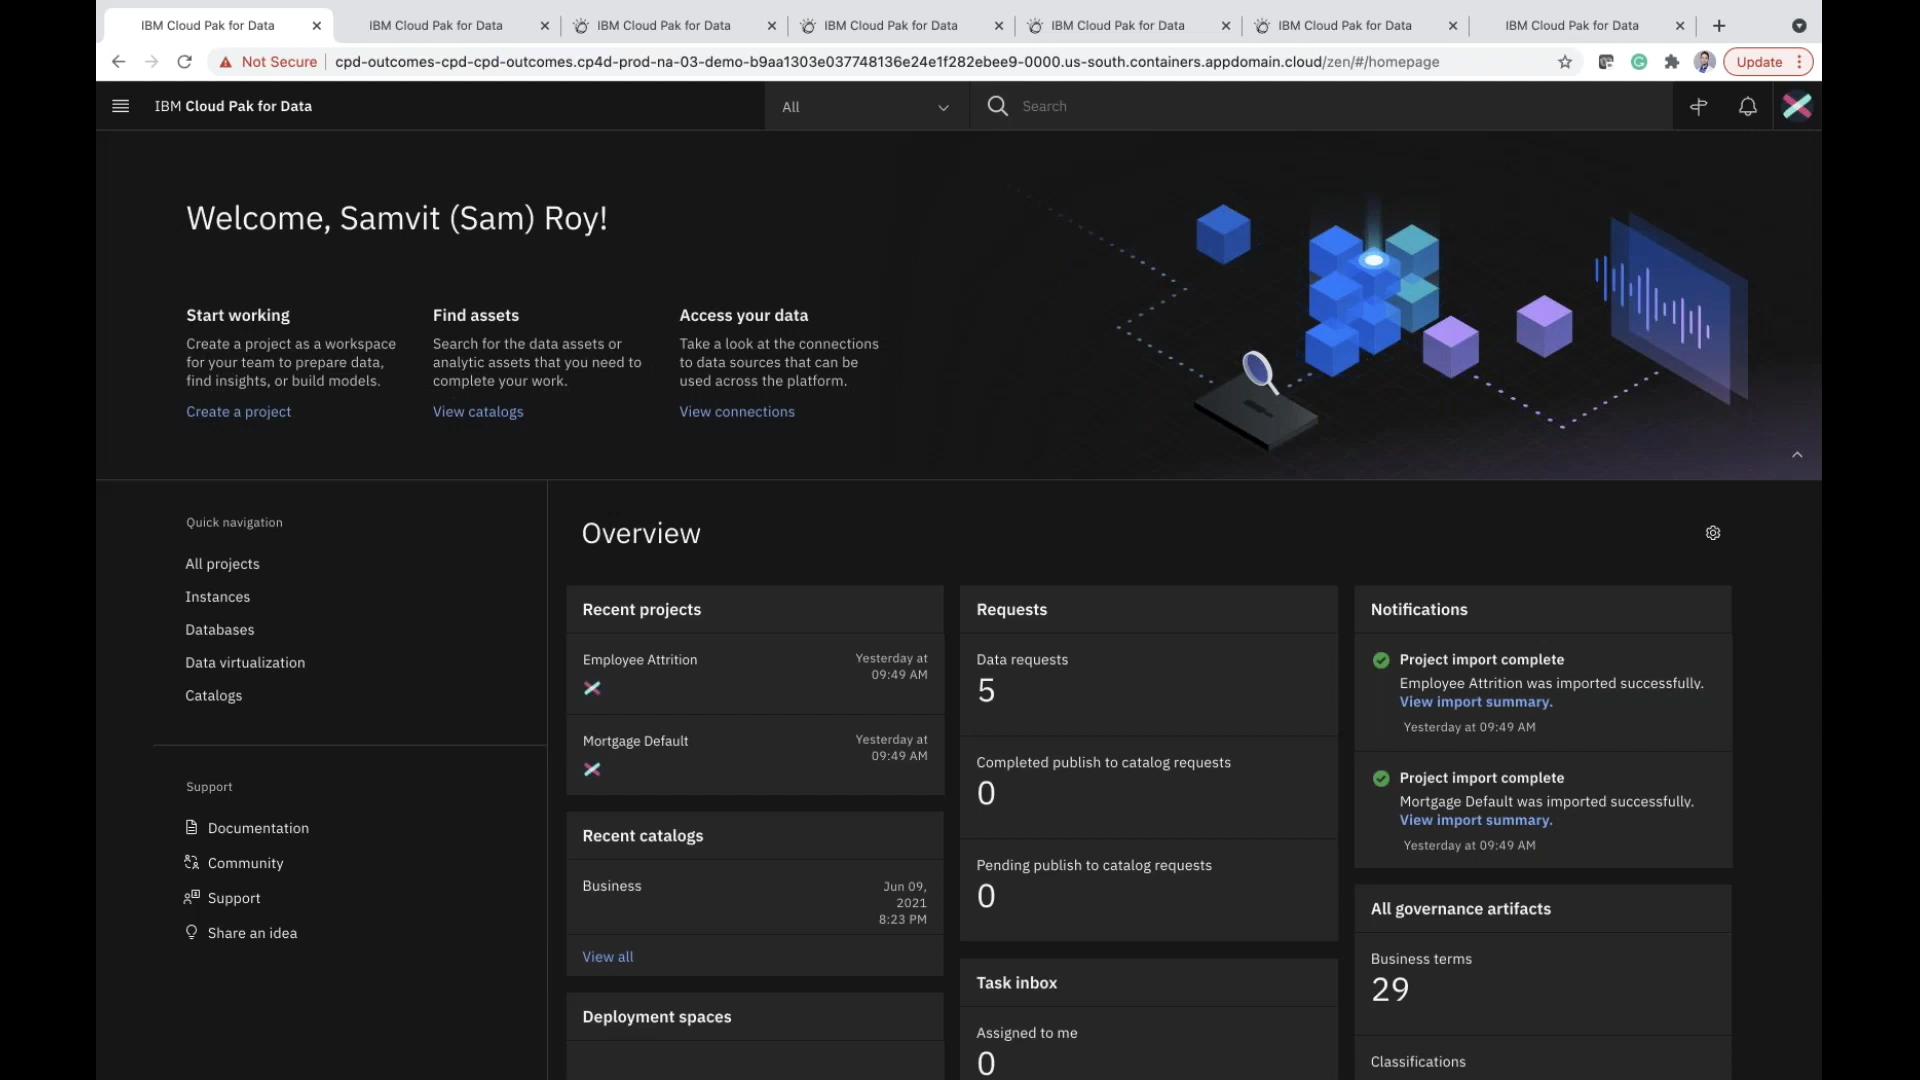 IBM Cloud Pak for Data
IBM Cloud Pak for Data
IBM Cloud Pak for Data
IBM Cloud Pak for Data
IBM Cloud Pak for Data
IBM Cloud Pak for Data
IBM Cloud Pak for Data
Not Secure
cpd-outcomes-cpd-cpd-outcomes.cp4d-prod-na-03-demo-b9aa1303e037748136e24e1f282ebee9-0000.us-south.containers.appdomain.cloud/zen/#/homepage
Update
IBM Cloud Pak for Data
All
Search
Welcome, Samvit (Sam) Roy!
Start working
Create a project as a workspace
for your team to prepare data,
find insights, or build models.
Create a project
Find assets
Search for the data assets or
analytic assets that you need to
complete your work.
View catalogs
Access your data
Take a look at the connections
to data sources that can be
used across the platform.
View connections
Quick navigation
All projects
Instances
Databases
Data virtualization
Catalogs
Support
Documentation
Community
Support
Share an idea
Overview
Recent projects
Employee Attrition
Yesterday at
09:49 AM
Mortgage Default
Yesterday at
09:49 AM
Recent catalogs
Business
Jun 09,
2021
8:23 PM
View all
Deployment spaces
Requests
Data requests
5
Completed publish to catalog requests
0
Pending publish to catalog requests
0
Task inbox
Assigned to me
0
Notifications
Project import complete
Employee Attrition was imported successfully.
View import summary.
Yesterday at 09:49 AM
Project import complete
Mortgage Default was imported successfully.
View import summary.
Yesterday at 09:49 AM
All governance artifacts
Business terms
29
Classifications